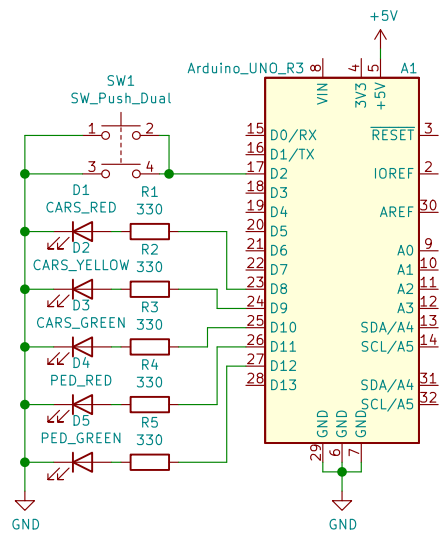 +5V
Arduino_UNO_R3
A1
8
4
5
VIN
3V3
+5V
SW1
SW_Push_Dual
1
2
3
4
15
D0/RX
16
D1/TX
17
D2
18
D3
19
D4
20
D5
21
D6
22
D7
23
D8
24
D9
25
D10
26
D11
27
D12
28
D13
RESET
3
IOREF
2
AREF
30
A0
9
A1
10
A2
11
A3
12
SDA/A4
13
SCL/A5
14
SDA/A4
31
SCL/A5
32
D1
CARS_RED
R1
330
D2
CARS_YELLOW
R2
330
D3
CARS_GREEN
R3
330
D4
PED_RED
R4
330
D5
PED_GREEN
R5
330
GND
GND
GND
29
6
7
GND
GND